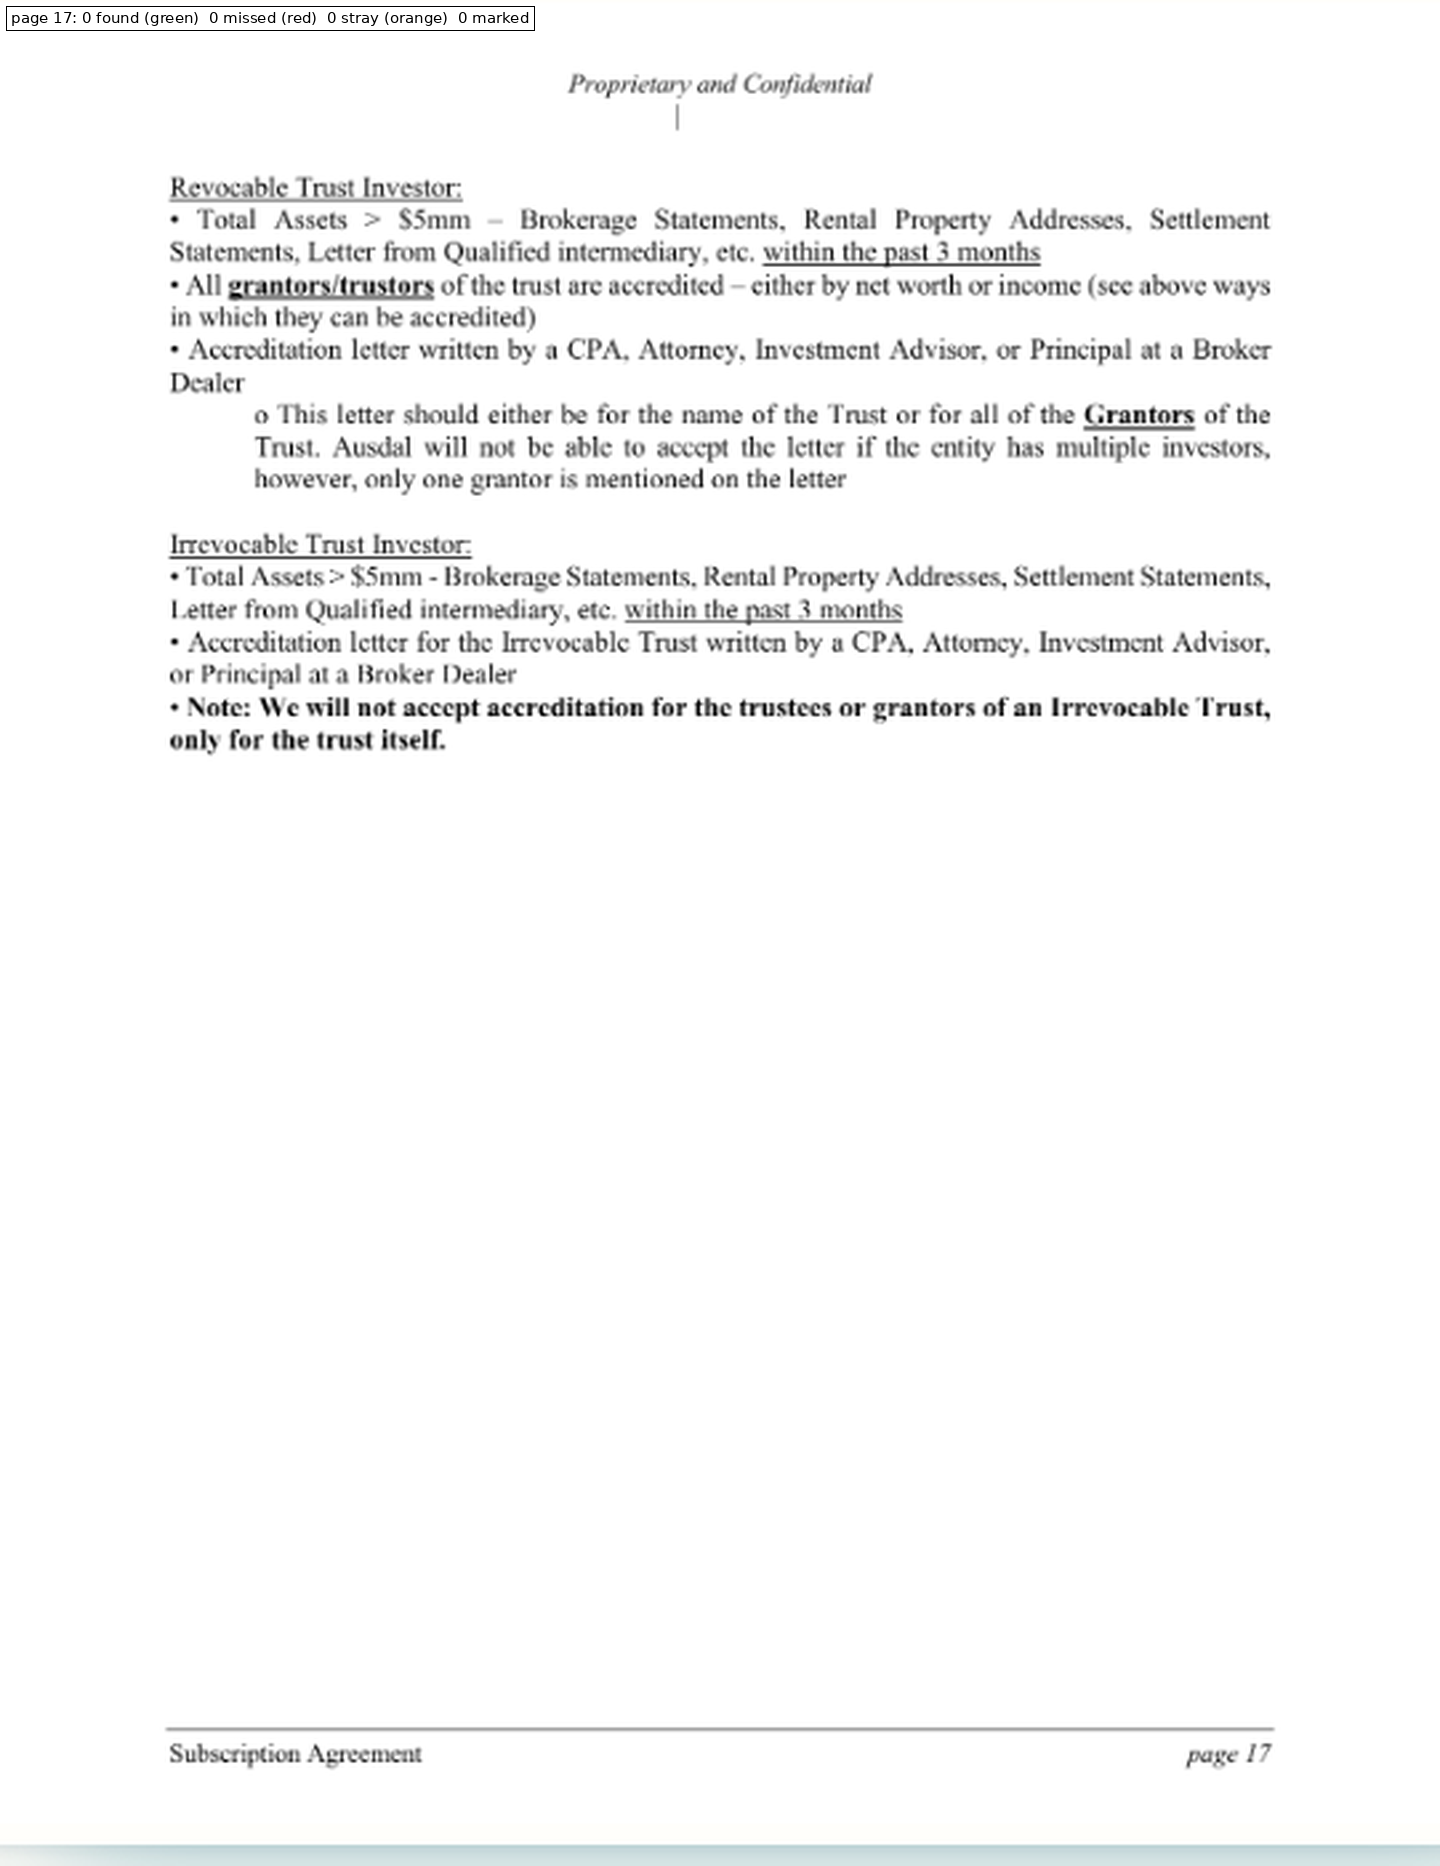 page 17: 0 found (green)  0 missed (red)  0 stray (orange)  0 marked
Proprietary and Confidential
Revocable Trust Investor:
• Total Assets > $5mm – Brokerage Statements, Rental Property Addresses, Settlement
Statements, Letter from Qualified intermediary, etc. within the past 3 months
• All grantors/trustors of the trust are accredited – either by net worth or income (see above ways
in which they can be accredited)
• Accreditation letter written by a CPA, Attorney, Investment Advisor, or Principal at a Broker
Dealer
o This letter should either be for the name of the Trust or for all of the Grantors of the
Trust. Ausdal will not be able to accept the letter if the entity has multiple investors,
however, only one grantor is mentioned on the letter
Irrevocable Trust Investor:
• Total Assets > $5mm - Brokerage Statements, Rental Property Addresses, Settlement Statements,
Letter from Qualified intermediary, etc. within the past 3 months
• Accreditation letter for the Irrevocable Trust written by a CPA, Attorney, Investment Advisor,
or Principal at a Broker Dealer
• Note: We will not accept accreditation for the trustees or grantors of an Irrevocable Trust,
only for the trust itself.
Subscription Agreement page 17